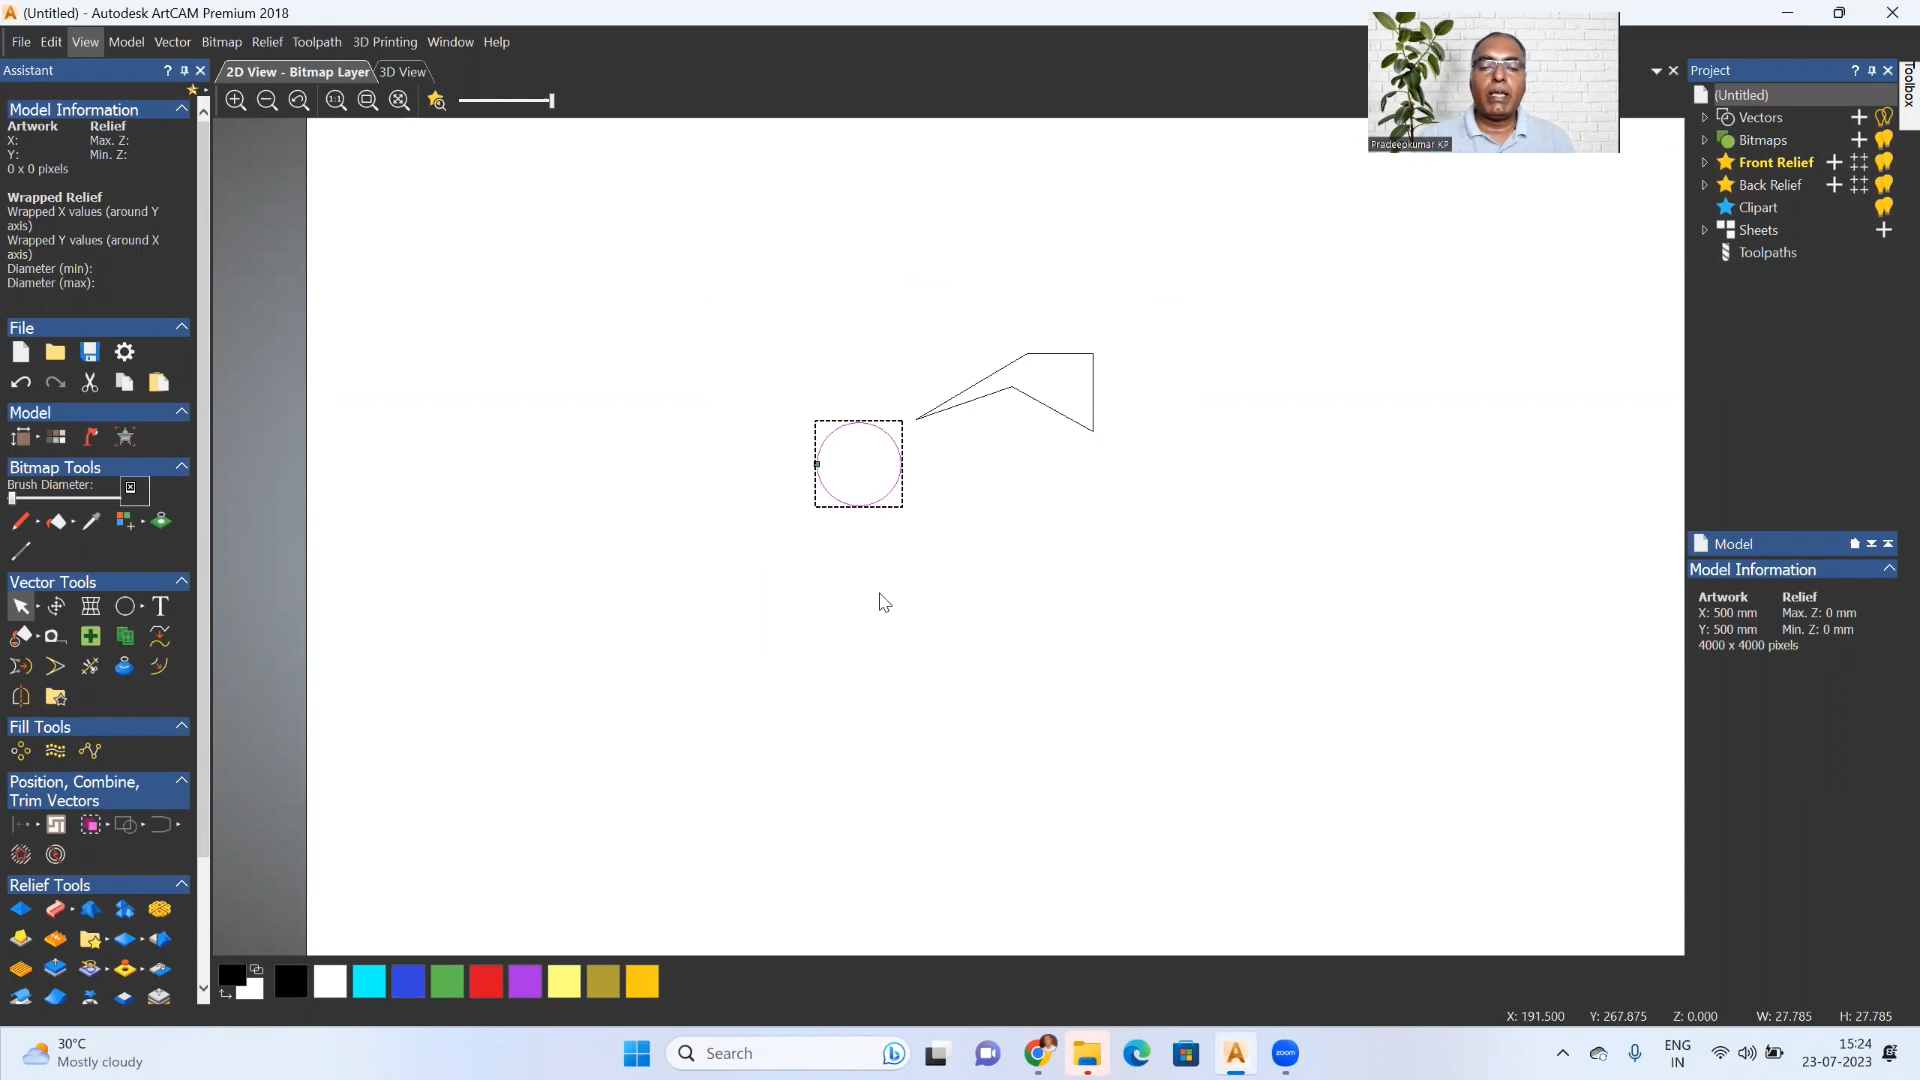 (Untitled) - Autodesk ArtCAM Premium 2018
File Edit View Model Vector Bitmap Relief Toolpath 3D Printing Window Help
Assistant
2D View - Bitmap Layer
3D View
Model Information
Artwork Relief
X: Max. Z:
Y: Min. Z:
0 x 0 pixels
Wrapped Relief
Wrapped X values (around Y
axis)
Wrapped Y values (around X
axis)
Diameter (min):
Diameter (max):
File
Model
Bitmap Tools
Brush Diameter:
Vector Tools
Fill Tools
Position, Combine,
Trim Vectors
Relief Tools
Pradeepkumar KP
Project
Toolbox
(Untitled)
Vectors
Bitmaps
Front Relief
Back Relief
Clipart
Sheets
Toolpaths
Model
Model Information
Artwork Relief
X: 500 mm Max. Z: 0 mm
Y: 500 mm Min. Z: 0 mm
4000 x 4000 pixels
X: 191.500 Y: 267.875 Z: 0.000 W: 27.785 H: 27.785
30°C
Mostly cloudy
Search
zoom
ENG
IN
15:24
23-07-2023